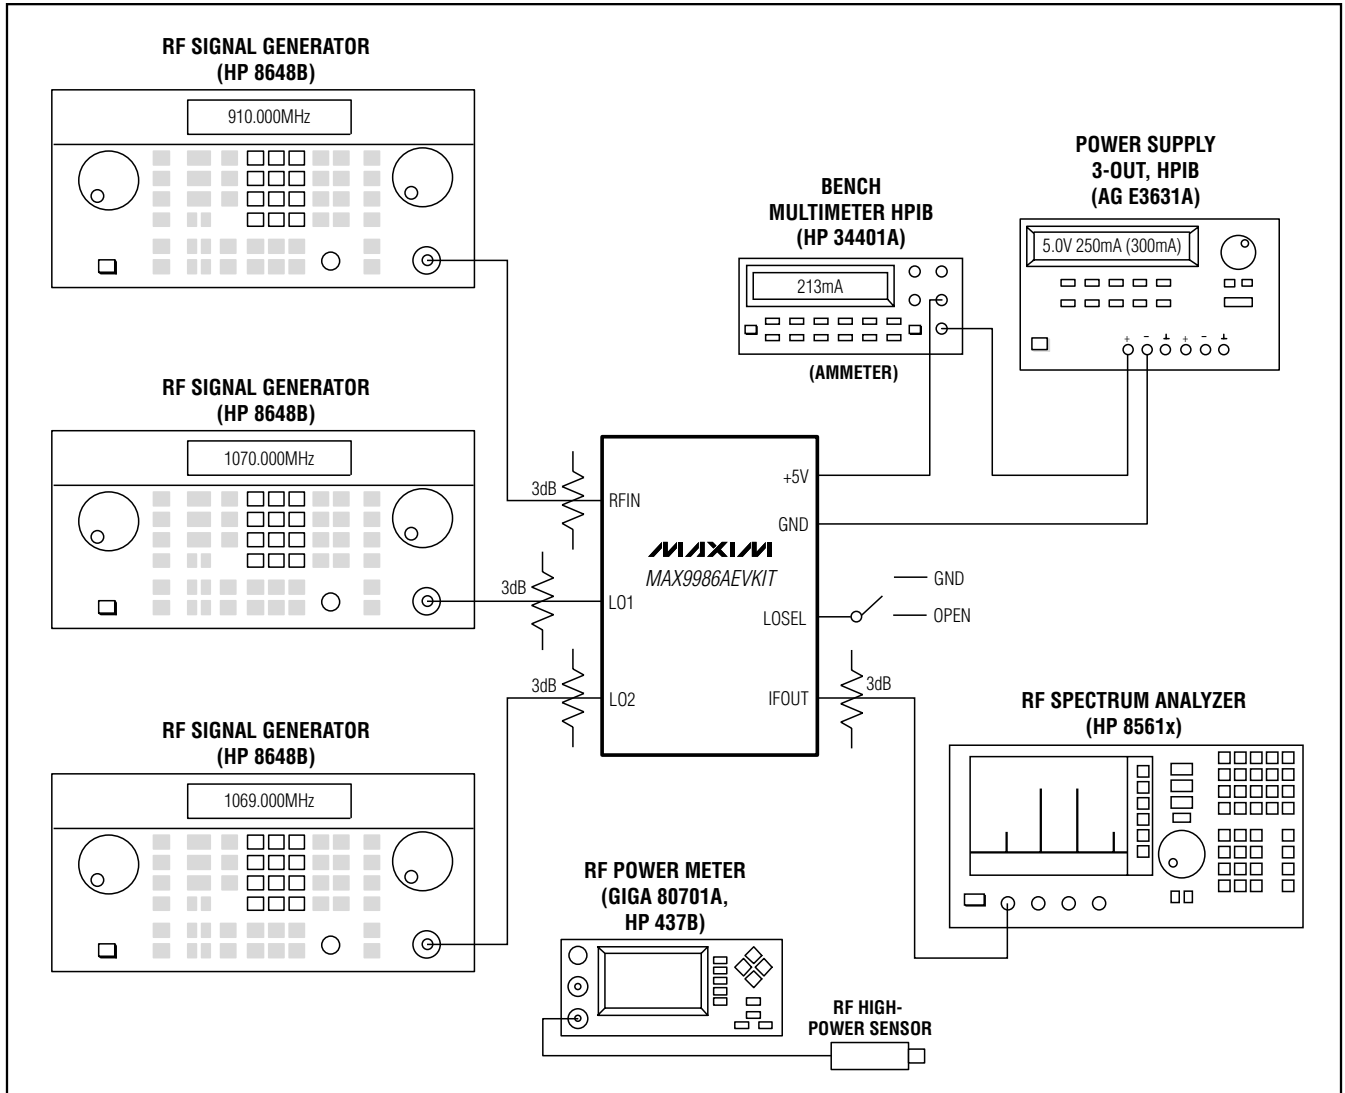 RF SIGNAL GENERATOR
(HP 8648B)
910.000MHz
POWER SUPPLY
3-OUT, HPIB
(AG E3631A)
5.0V 250mA (300mA)
+ - ⏚ + - ⏚
BENCH
MULTIMETER HPIB
(HP 34401A)
213mA
(AMMETER)
RF SIGNAL GENERATOR
(HP 8648B)
1070.000MHz
3dB
RFIN
3dB
LO1
3dB
LO2
MAXIM
MAX9986AEVKIT
+5V
GND
LOSEL
GND
OPEN
IFOUT
3dB
RF SIGNAL GENERATOR
(HP 8648B)
1069.000MHz
RF SPECTRUM ANALYZER
(HP 8561x)
RF POWER METER
(GIGA 80701A,
HP 437B)
RF HIGH-
POWER SENSOR